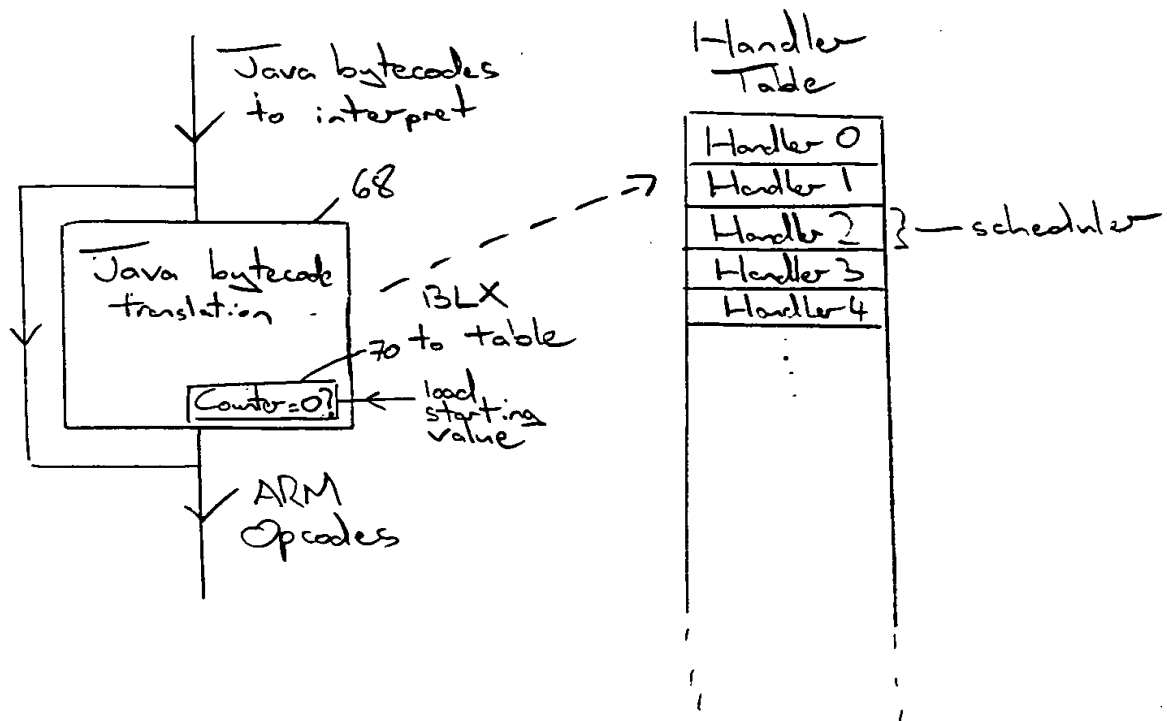 Java bytecodes
to interpret
68
Java bytecode
translation
BLX
to table
70
Counter=0?
load
starting
value
ARM
Opcodes
Handler
Table
Handler 0
Handler 1
Handler 2
scheduler
Handler 3
Handler 4